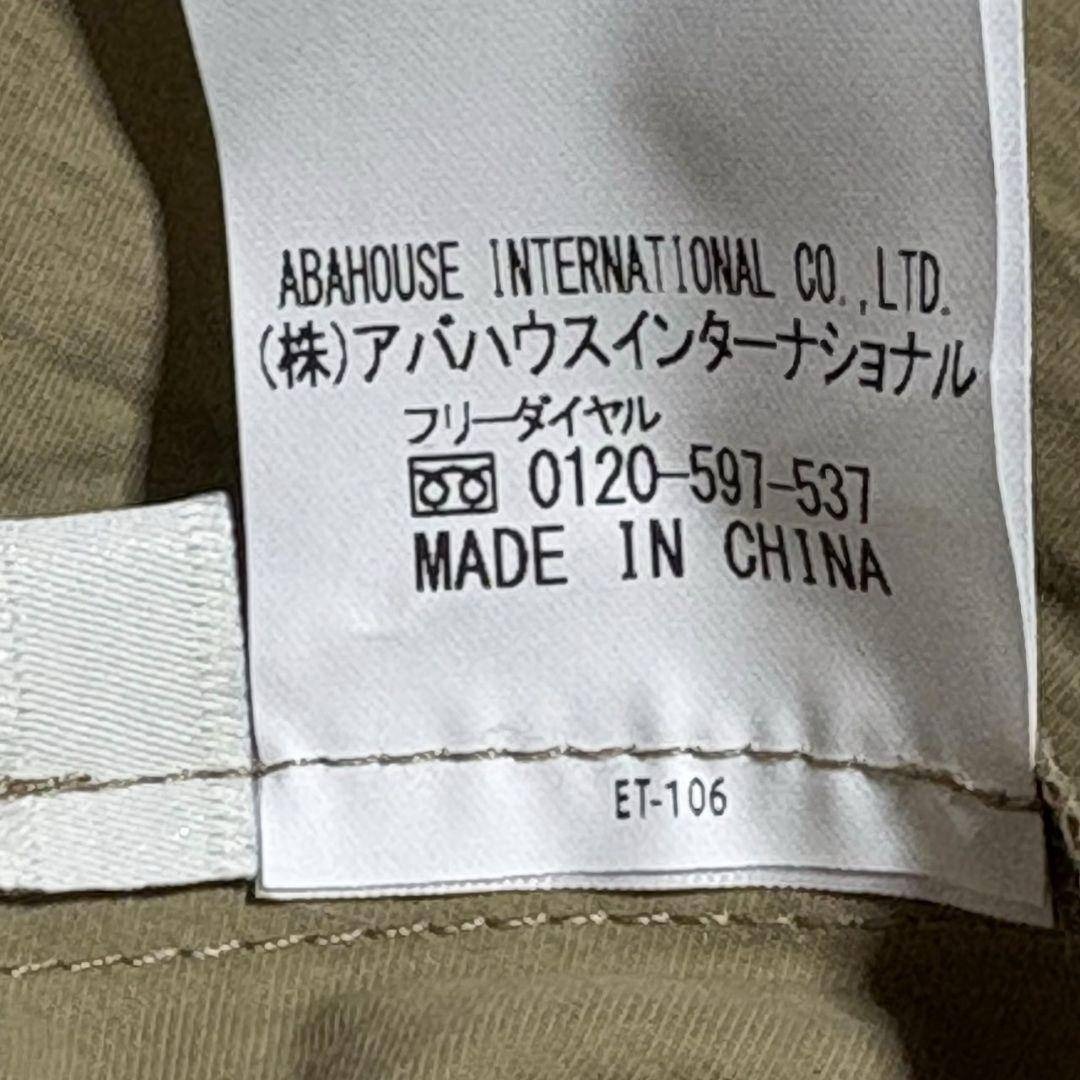 ABAHOUSE INTERNATIONAL CO.,LTD.
(株)アバハウスインターナショナル
フリーダイヤル
0120-597-537
MADE IN CHINA
ET-106